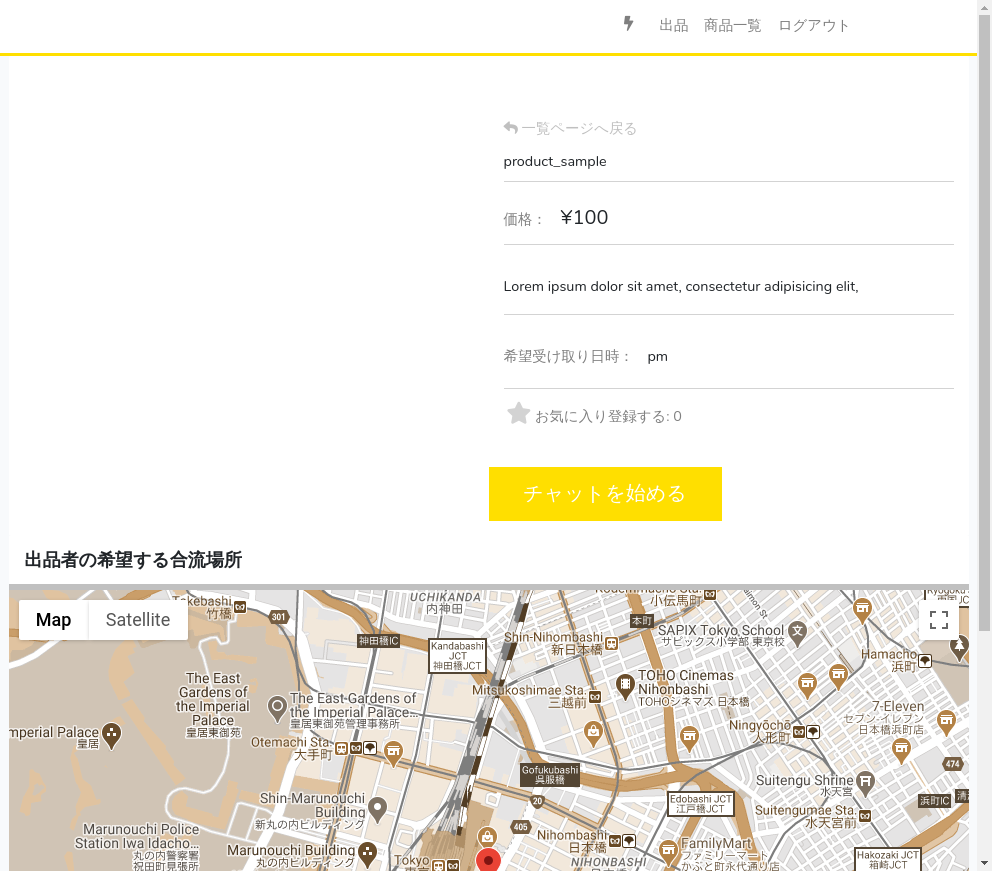 出品 商品一覧 ログアウト
一覧ページへ戻る
product_sample
価格： ¥100
Lorem ipsum dolor sit amet, consectetur adipisicing elit,
希望受け取り日時： pm
お気に入り登録する: 0
チャットを始める
出品者の希望する合流場所
Map Satellite
Takebashi
竹橋
301
UCHIKANDA
内神田
神田橋IC
Kandabashi
JCT
神田橋JCT
小伝馬町
本町
Shin-Nihombashi
新日本橋
SAPIX Tokyo School
サピックス小学部 東京校
Hamacho
浜町
The East
Gardens of
the Imperial
Palace
皇居東御苑
The East Gardens of
the Imperial Palace...
皇居東御苑管理事務所
Mitsukoshimae Sta.
三越前
TOHO Cinemas
Nihonbashi
TOHOシネマズ 日本橋
7-Eleven
セブン-イレブン
日本橋浜町店
mperial Palace
皇居
Otemachi Sta.
大手町
Ningyōchō
人形町
474
Gofukubashi
呉服橋
Suitengu Shrine
水天宮
浜町IC
Shin-Marunouchi
Building
新丸の内ビルディング
20
Edobashi JCT
江戸橋JCT
Suitengumae Sta.
水天宮前
Marunouchi Police
Station Iwa Idacho...
丸の内警察署
祝田町見張所
405
Nihombashi
日本橋
FamilyMart
ファミリーマート
かぶと町永代通り店
Marunouchi Building
丸の内ビルディング
Tokyo
NIHONBASHI
Hakozaki JCT
箱崎JCT